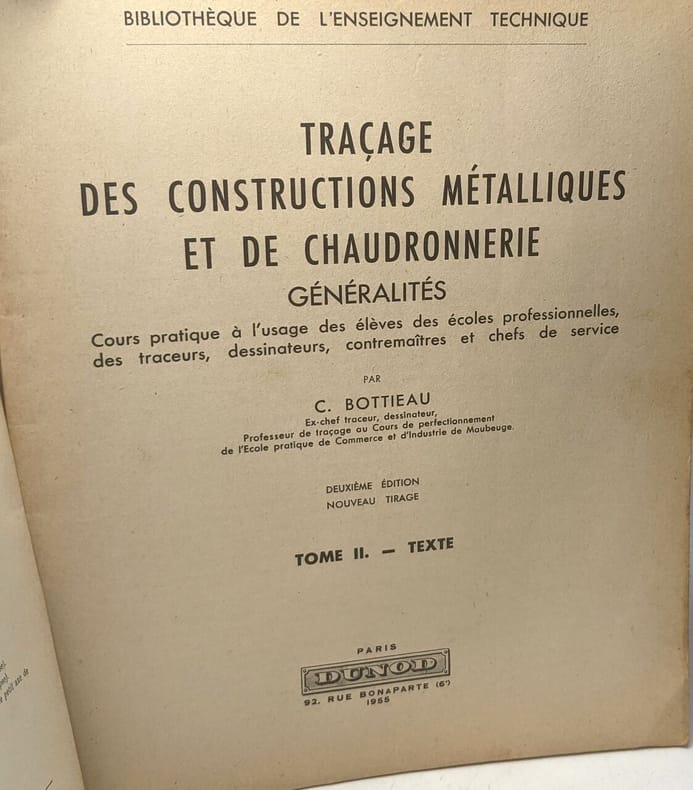 BIBLIOTHÈQUE DE L'ENSEIGNEMENT TECHNIQUE
TRAÇAGE
DES CONSTRUCTIONS MÉTALLIQUES
ET DE CHAUDRONNERIE
GÉNÉRALITÉS
Cours pratique à l'usage des élèves des écoles professionnelles,
des traceurs, dessinateurs, contremaîtres et chefs de service
PAR
C. BOTTIEAU
Ex-chef traceur, dessinateur,
Professeur de traçage au Cours de perfectionnement
de l'Ecole pratique de Commerce et d'Industrie de Maubeuge.
DEUXIÈME ÉDITION
NOUVEAU TIRAGE
TOME II. — TEXTE
PARIS
DUNOD
92, RUE BONAPARTE (6ᵉ)
1955